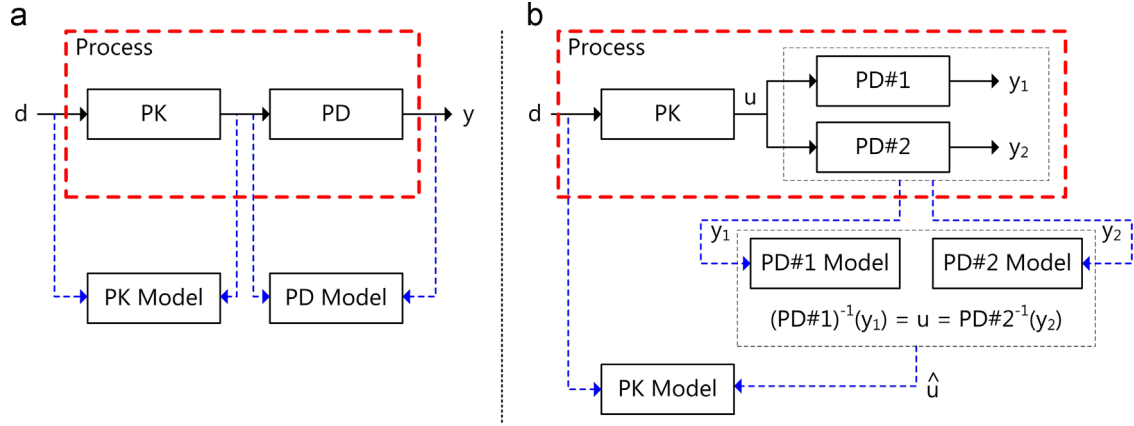 a
Process
d
PK
PD
y
PK Model
PD Model
b
Process
d
PK
u
PD#1
y₁
PD#2
y₂
y₁
y₂
PD#1 Model
PD#2 Model
(PD#1)⁻¹(y₁) = u = PD#2⁻¹(y₂)
PK Model
û